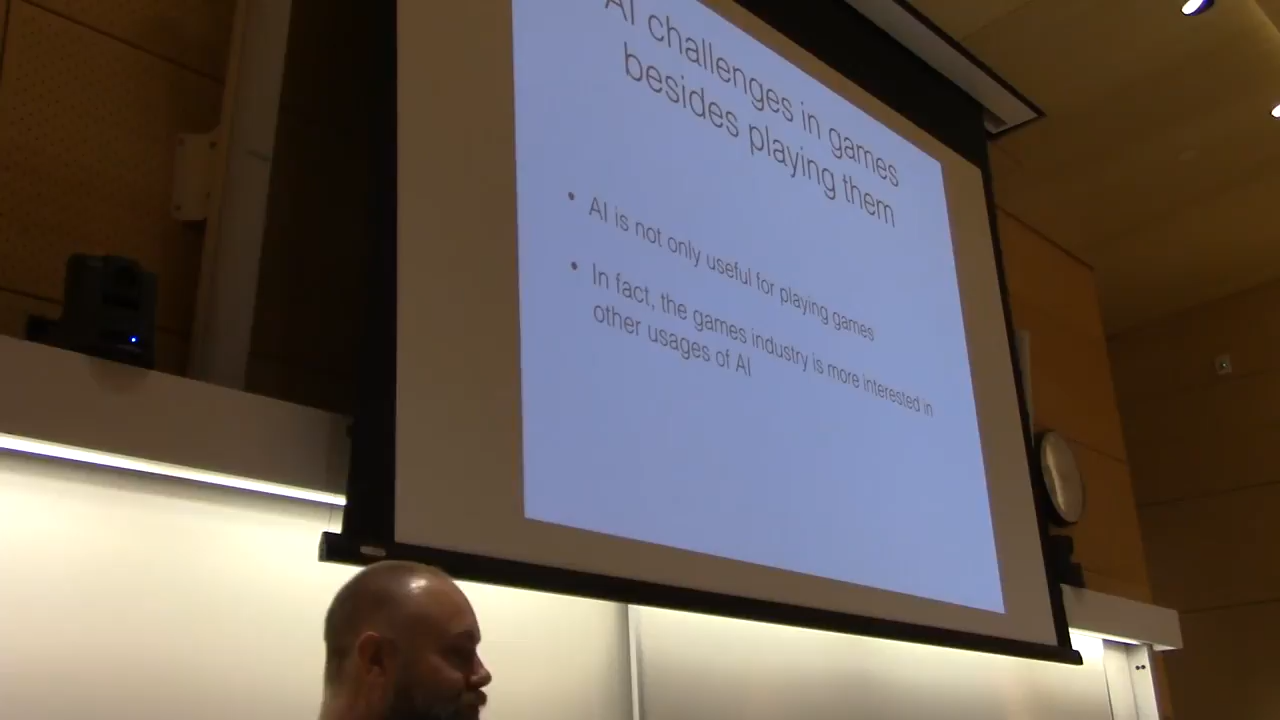 AI challenges in games
besides playing them
• AI is not only useful for playing games
• In fact, the games industry is more interested in
other usages of AI